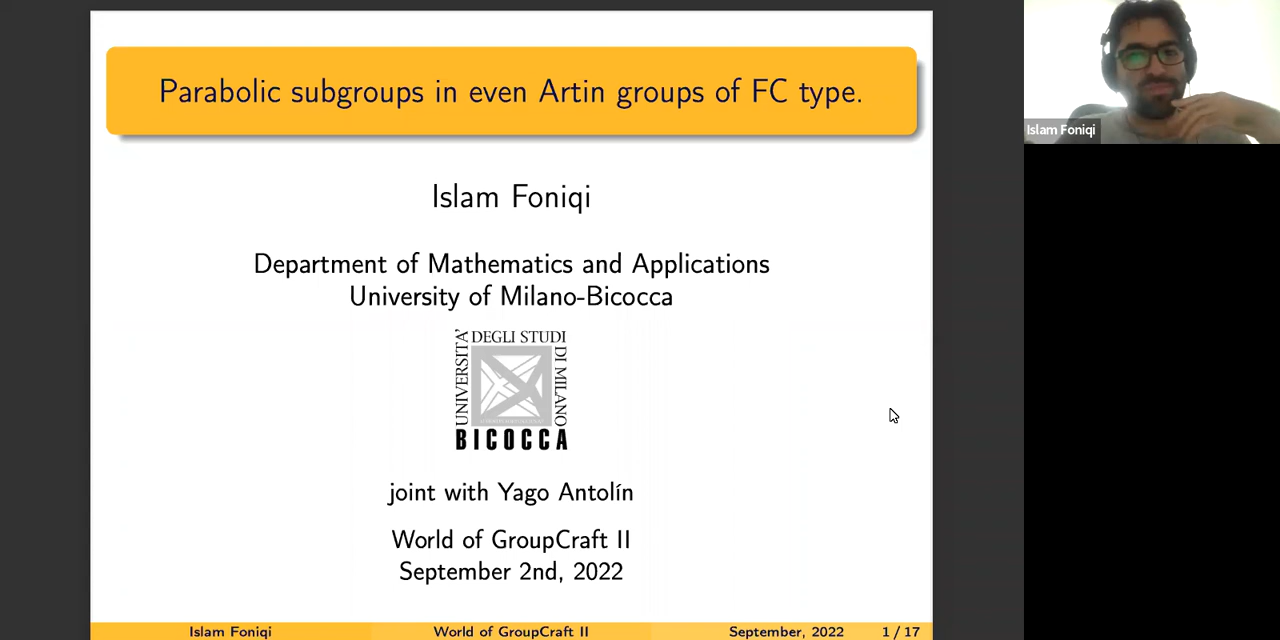 Parabolic subgroups in even Artin groups of FC type.
Islam Foniqi
Department of Mathematics and Applications
University of Milano-Bicocca
UNIVERSITA' DEGLI STUDI DI MILANO
BICOCCA
joint with Yago Antolín
World of GroupCraft II
September 2nd, 2022
Islam Foniqi World of GroupCraft II September, 2022 1 / 17
Islam Foniqi